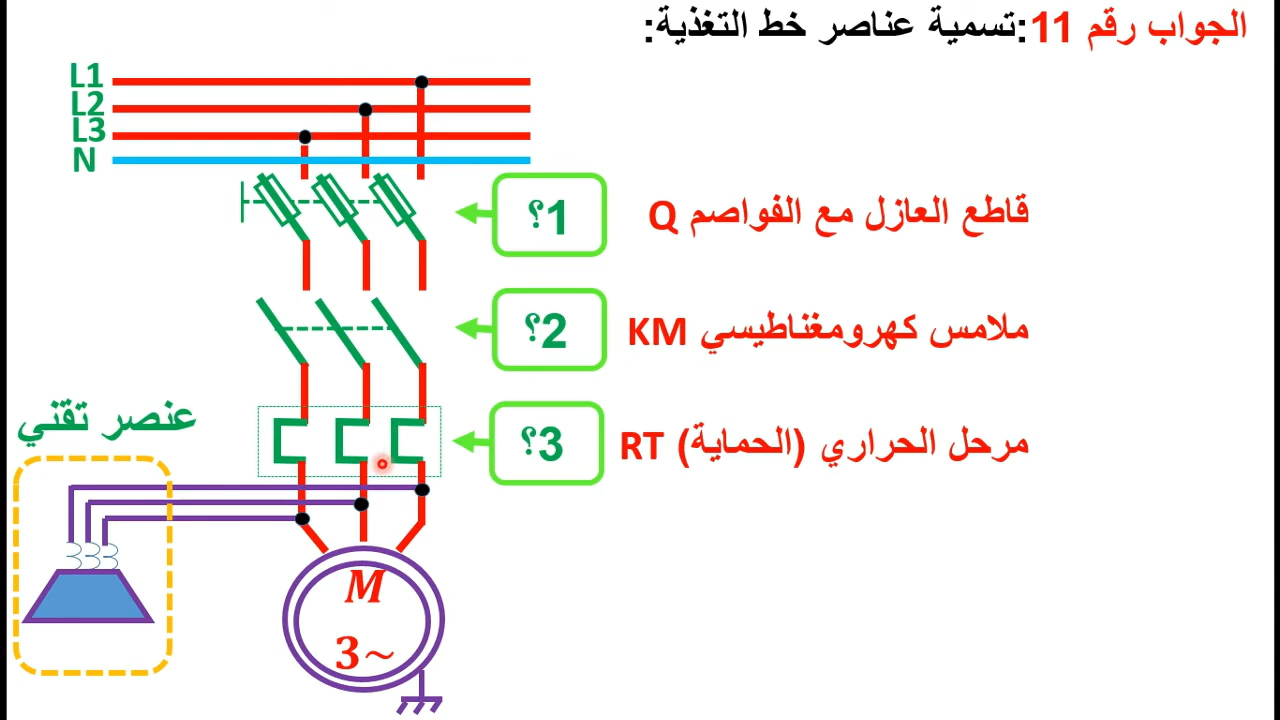 الجواب رقم 11:تسمية عناصر خط التغذية:
L1
L2
L3
N
1؟
قاطع العازل مع الفواصم Q
2؟
ملامس كهرومغناطيسي KM
3؟
مرحل الحراري (الحماية) RT
عنصر تقني
M
3~